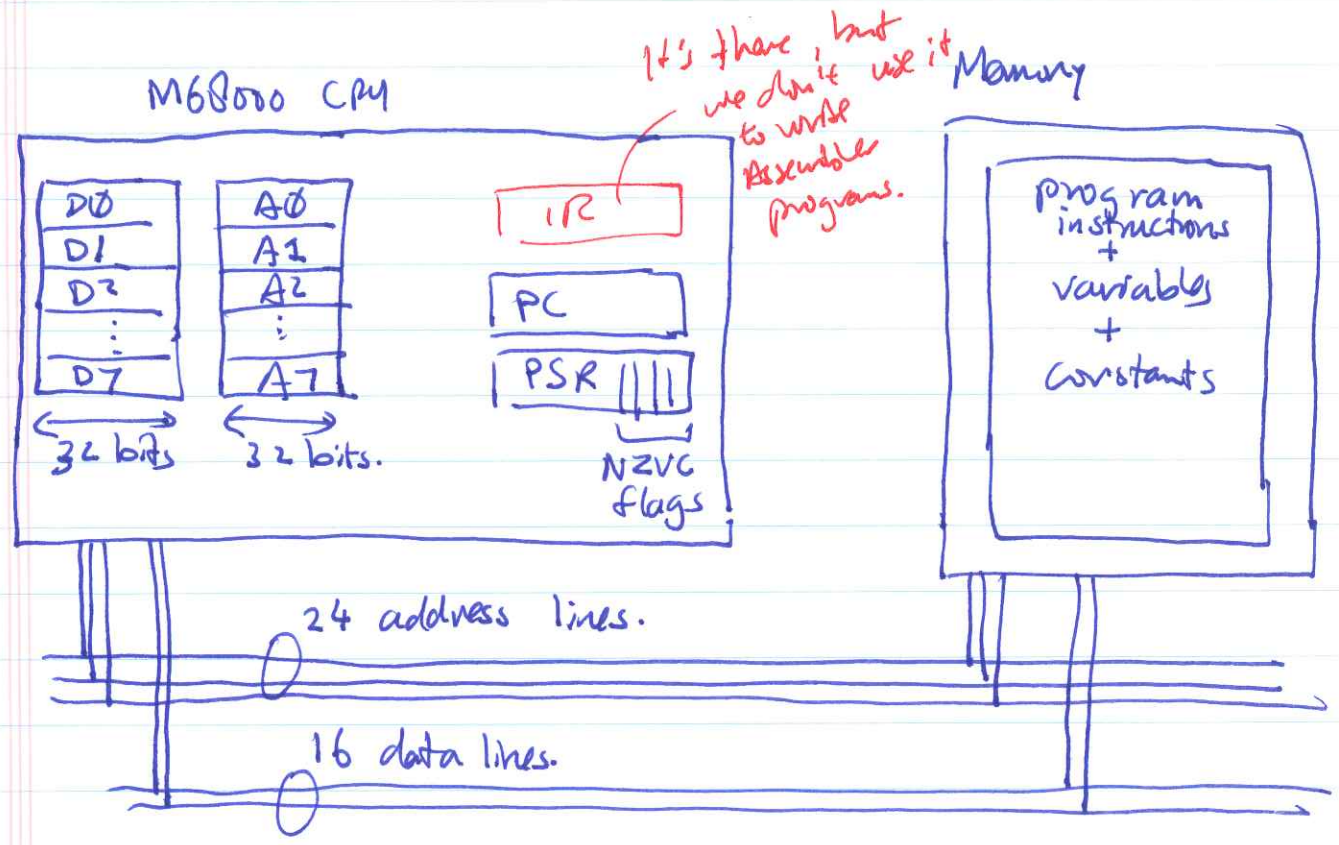 It's there, but
we don't use it
to write
Assembler
programs.
M68000 CPU
Memory
D0
D1
D2
⋮
D7
32 bits
A0
A1
A2
⋮
A7
32 bits.
IR
PC
PSR
NZVC
flags
program
instructions
+
variables
+
constants
24 address lines.
16 data lines.